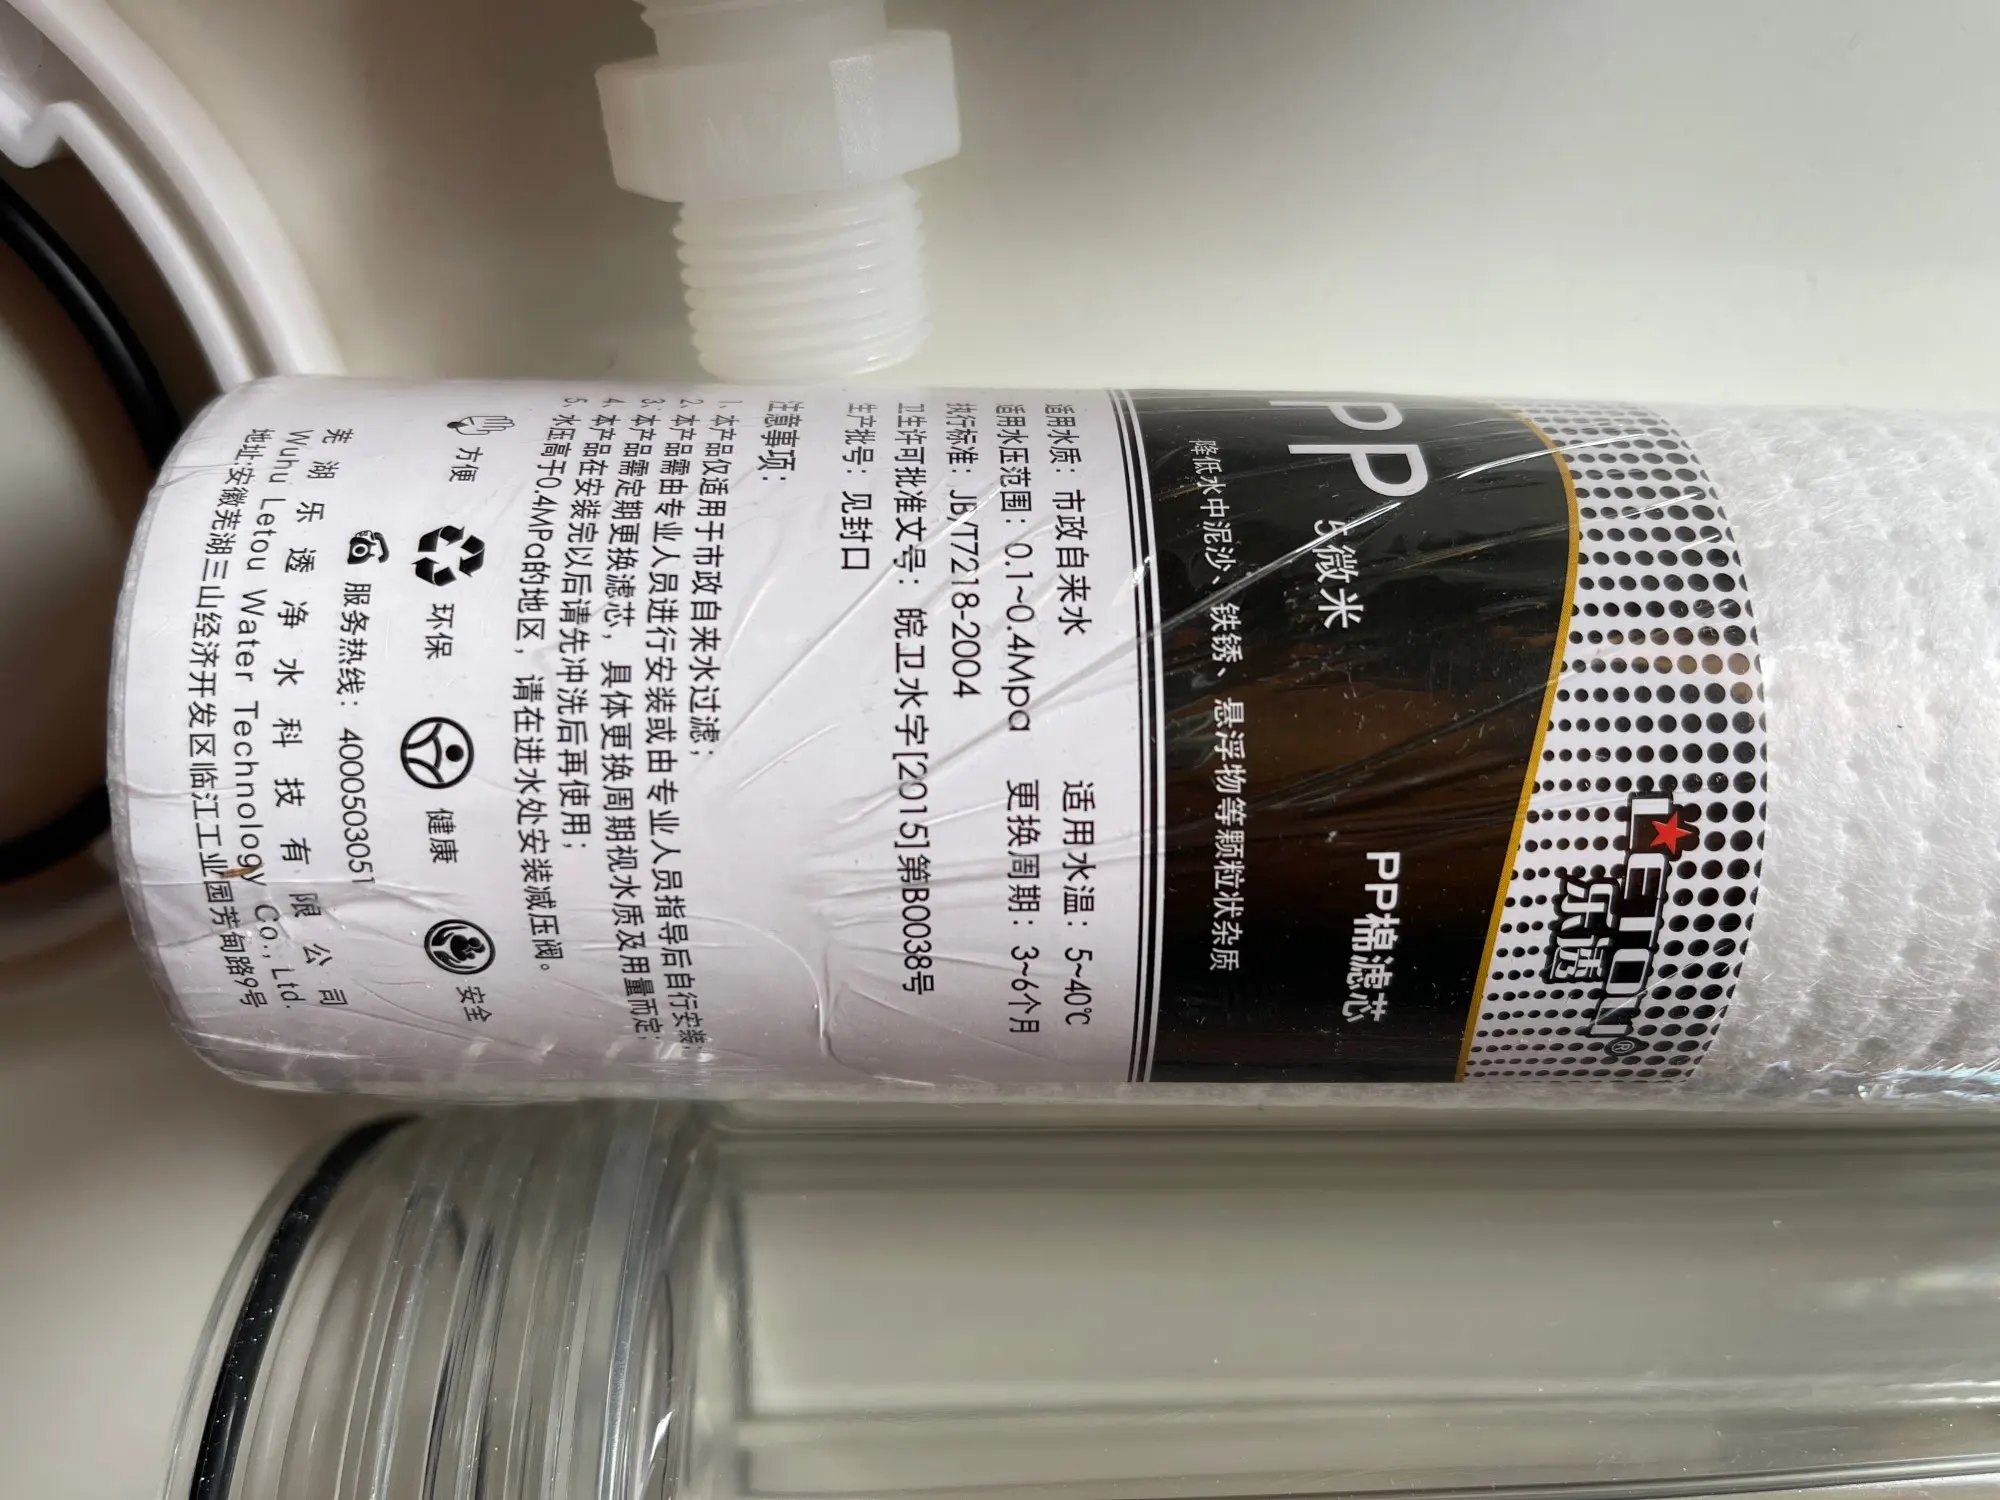 LETON®
乐透
PP
5微米
PP棉滤芯
降低水中泥沙、铁锈、悬浮物等颗粒状杂质
适用水质：市政自来水 适用水温：5~40℃
适用水压范围：0.1~0.4Mpa 更换周期：3~6个月
执行标准：JB/T7218-2004
卫生许可批准文号：皖卫水字[2015]第B0038号
生产批号：见封口
注意事项：
1、本产品仅适用于市政自来水过滤；
2、本产品需由专业人员进行安装或由专业人员指导后自行安装；
3、本产品需定期更换滤芯，具体更换周期视水质及用量而定；
4、本产品在安装完以后请先冲洗后再使用；
5、水压高于0.4MPa的地区，请在进水处安装减压阀。
方便 环保 健康 安全
服务热线：4000503051
芜湖乐透净水科技有限公司
Wuhu Letou Water Technology Co., Ltd.
地址:安徽芜湖三山经济开发区临江工业园芳甸路9号